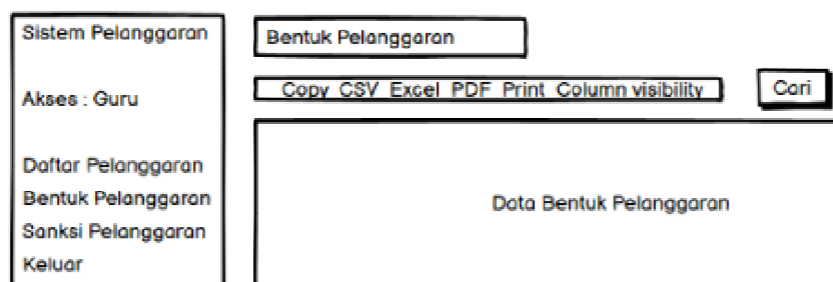 Sistem Pelanggaran
Akses : Guru
Daftar Pelanggaran
Bentuk Pelanggaran
Sanksi Pelanggaran
Keluar
Bentuk Pelanggaran
Copy CSV Excel PDF Print Column visibility
Cari
Data Bentuk Pelanggaran